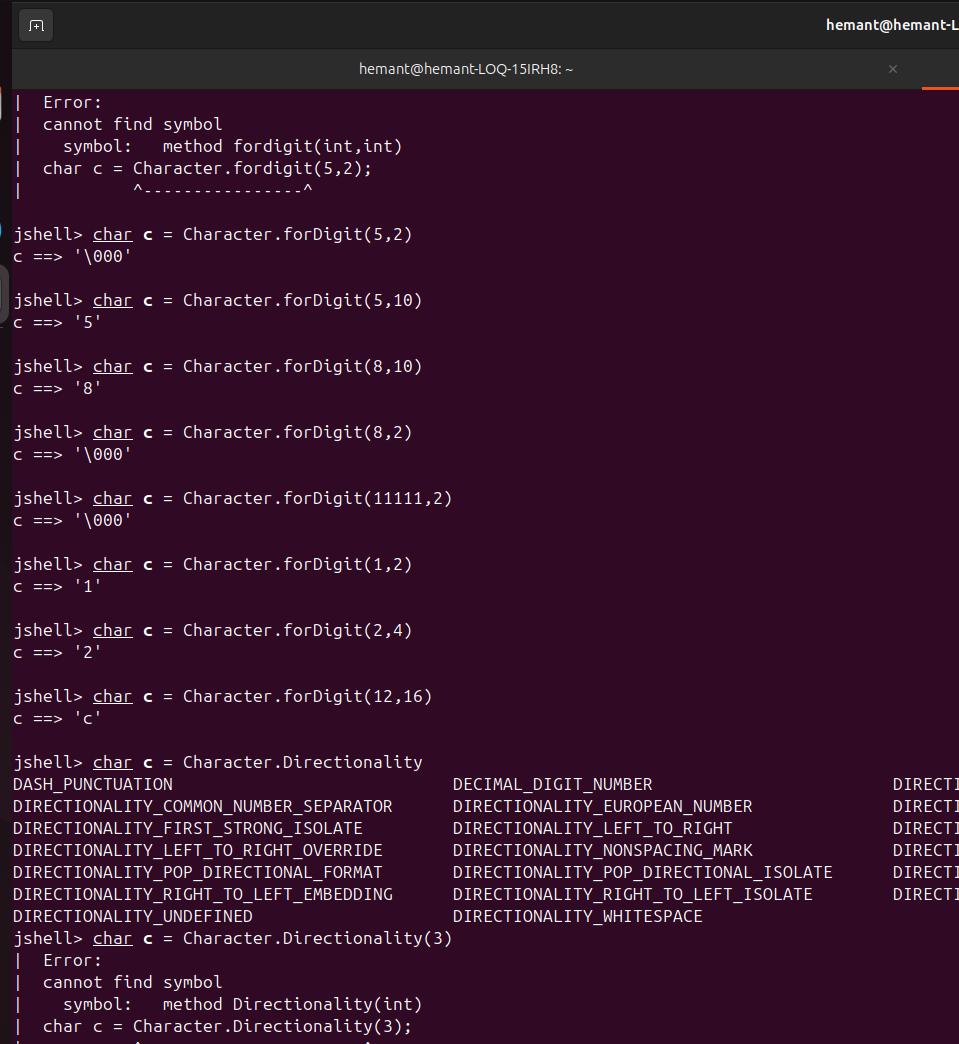 hemant@hemant-L
hemant@hemant-LOQ-15IRH8: ~ ×
|  Error:
|  cannot find symbol
|    symbol:   method fordigit(int,int)
|  char c = Character.fordigit(5,2);
|           ^----------------^
jshell> char c = Character.forDigit(5,2)
c ==> '\000'
jshell> char c = Character.forDigit(5,10)
c ==> '5'
jshell> char c = Character.forDigit(8,10)
c ==> '8'
jshell> char c = Character.forDigit(8,2)
c ==> '\000'
jshell> char c = Character.forDigit(11111,2)
c ==> '\000'
jshell> char c = Character.forDigit(1,2)
c ==> '1'
jshell> char c = Character.forDigit(2,4)
c ==> '2'
jshell> char c = Character.forDigit(12,16)
c ==> 'c'
jshell> char c = Character.Directionality
DASH_PUNCTUATION DECIMAL_DIGIT_NUMBER DIRECTI
DIRECTIONALITY_COMMON_NUMBER_SEPARATOR DIRECTIONALITY_EUROPEAN_NUMBER DIRECTI
DIRECTIONALITY_FIRST_STRONG_ISOLATE DIRECTIONALITY_LEFT_TO_RIGHT DIRECTI
DIRECTIONALITY_LEFT_TO_RIGHT_OVERRIDE DIRECTIONALITY_NONSPACING_MARK DIRECTI
DIRECTIONALITY_POP_DIRECTIONAL_FORMAT DIRECTIONALITY_POP_DIRECTIONAL_ISOLATE DIRECTI
DIRECTIONALITY_RIGHT_TO_LEFT_EMBEDDING DIRECTIONALITY_RIGHT_TO_LEFT_ISOLATE DIRECTI
DIRECTIONALITY_UNDEFINED DIRECTIONALITY_WHITESPACE
jshell> char c = Character.Directionality(3)
|  Error:
|  cannot find symbol
|    symbol:   method Directionality(int)
|  char c = Character.Directionality(3);